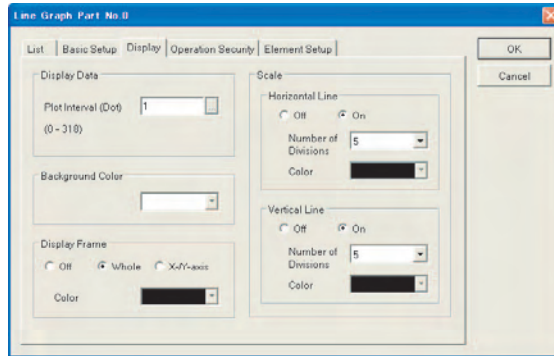 Line Graph Part No.0
List Basic Setup Display Operation Security Element Setup
OK
Cancel
Display Data
Plot Interval (Dot) 1 ...
(0 - 318)
Background Color
Display Frame
Off Whole X-/Y-axis
Color
Scale
Horizontal Line
Off On
Number of
Divisions
5
Color
Vertical Line
Off On
Number of
Divisions
5
Color